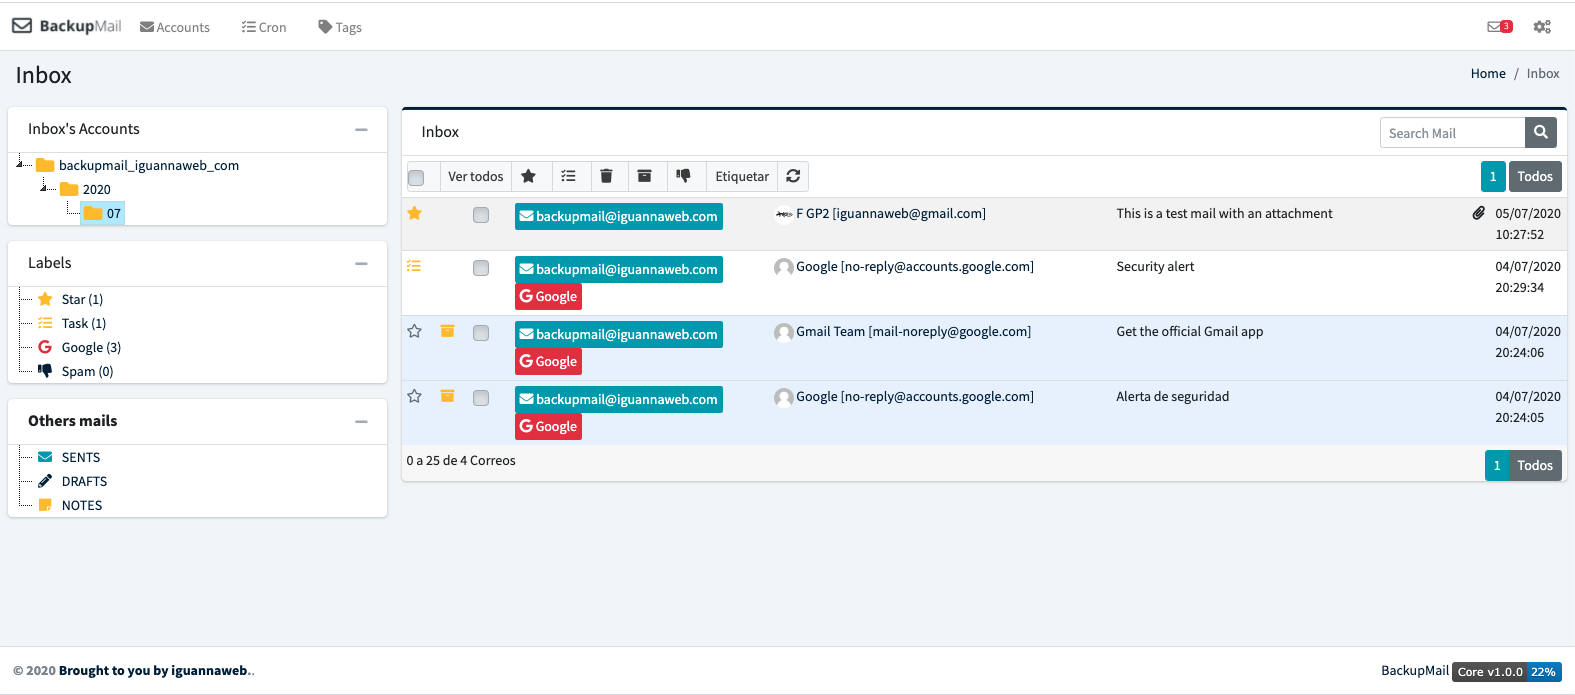 BackupMail Accounts Cron Tags 3
Inbox
Home / Inbox
Inbox's Accounts
backupmail_iguannaweb_com
2020
07
Labels
Star (1)
Task (1)
Google (3)
Spam (0)
Others mails
SENTS
DRAFTS
NOTES
Inbox
Search Mail
Ver todos Etiquetar 1 Todos
backupmail@iguannaweb.com F GP2 [iguannaweb@gmail.com] This is a test mail with an attachment 05/07/2020
10:27:52
backupmail@iguannaweb.com Google [no-reply@accounts.google.com] Security alert 04/07/2020
Google 20:29:34
backupmail@iguannaweb.com Gmail Team [mail-noreply@google.com] Get the official Gmail app 04/07/2020
Google 20:24:06
backupmail@iguannaweb.com Google [no-reply@accounts.google.com] Alerta de seguridad 04/07/2020
Google 20:24:05
0 a 25 de 4 Correos 1 Todos
© 2020 Brought to you by iguannaweb..
BackupMail Core v1.0.0 22%